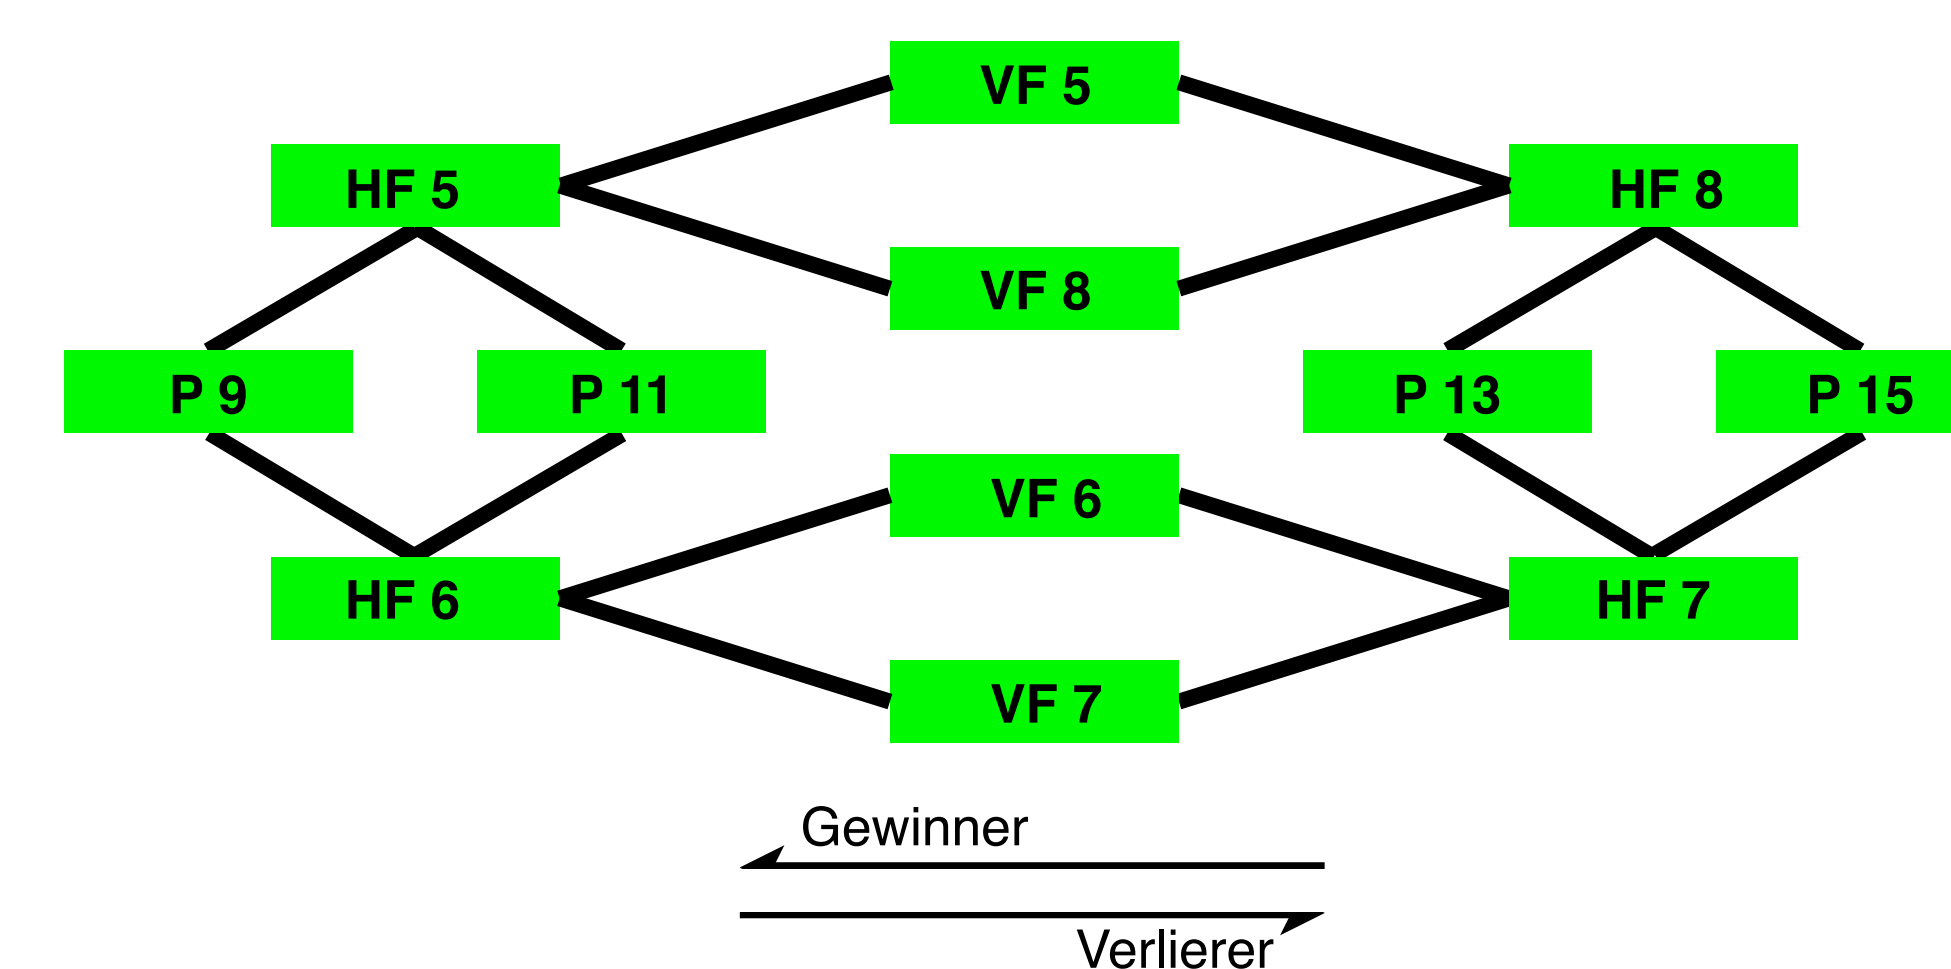 VF 5
HF 5
HF 8
VF 8
P 9
P 11
P 13
P 15
VF 6
HF 6
HF 7
VF 7
Gewinner
Verlierer